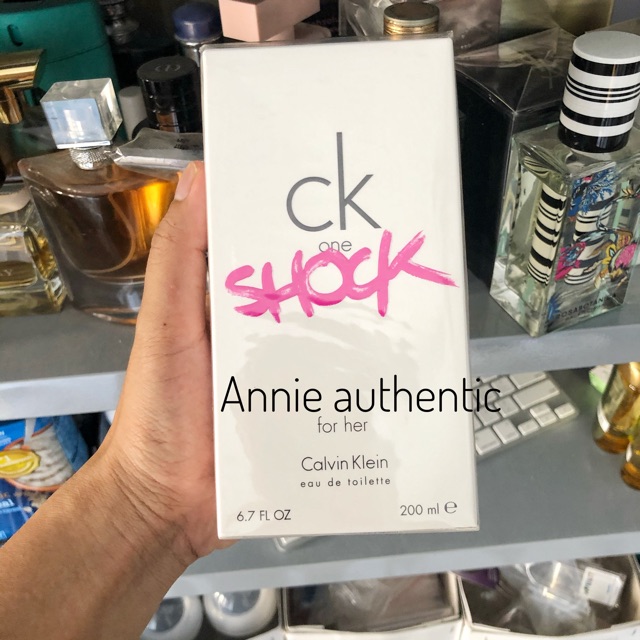 ck
one
SHOCK
Annie authentic
for her
Calvin Klein
eau de toilette
6.7 FL OZ
200 ml ℮